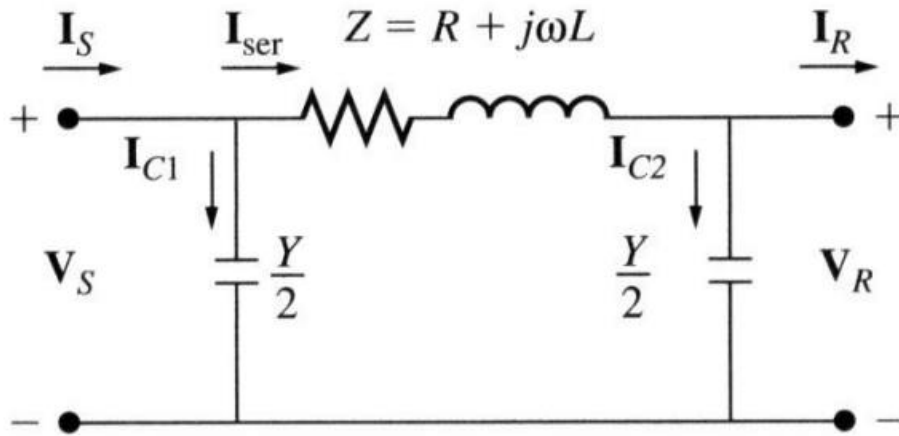 I_S I_ser Z = R + jωL I_R
+ +
I_C1 I_C2
V_S Y/2 Y/2 V_R
− −